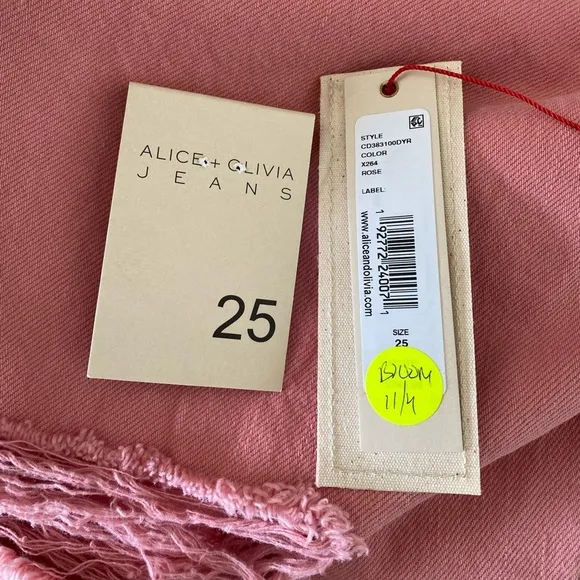 ALICE + OLIVIA
JEANS
25
STYLE
CD383100DYR
COLOR
X264
ROSE
LABEL:
1 92772 24007 1
www.aliceandolivia.com
SIZE
25
11/4